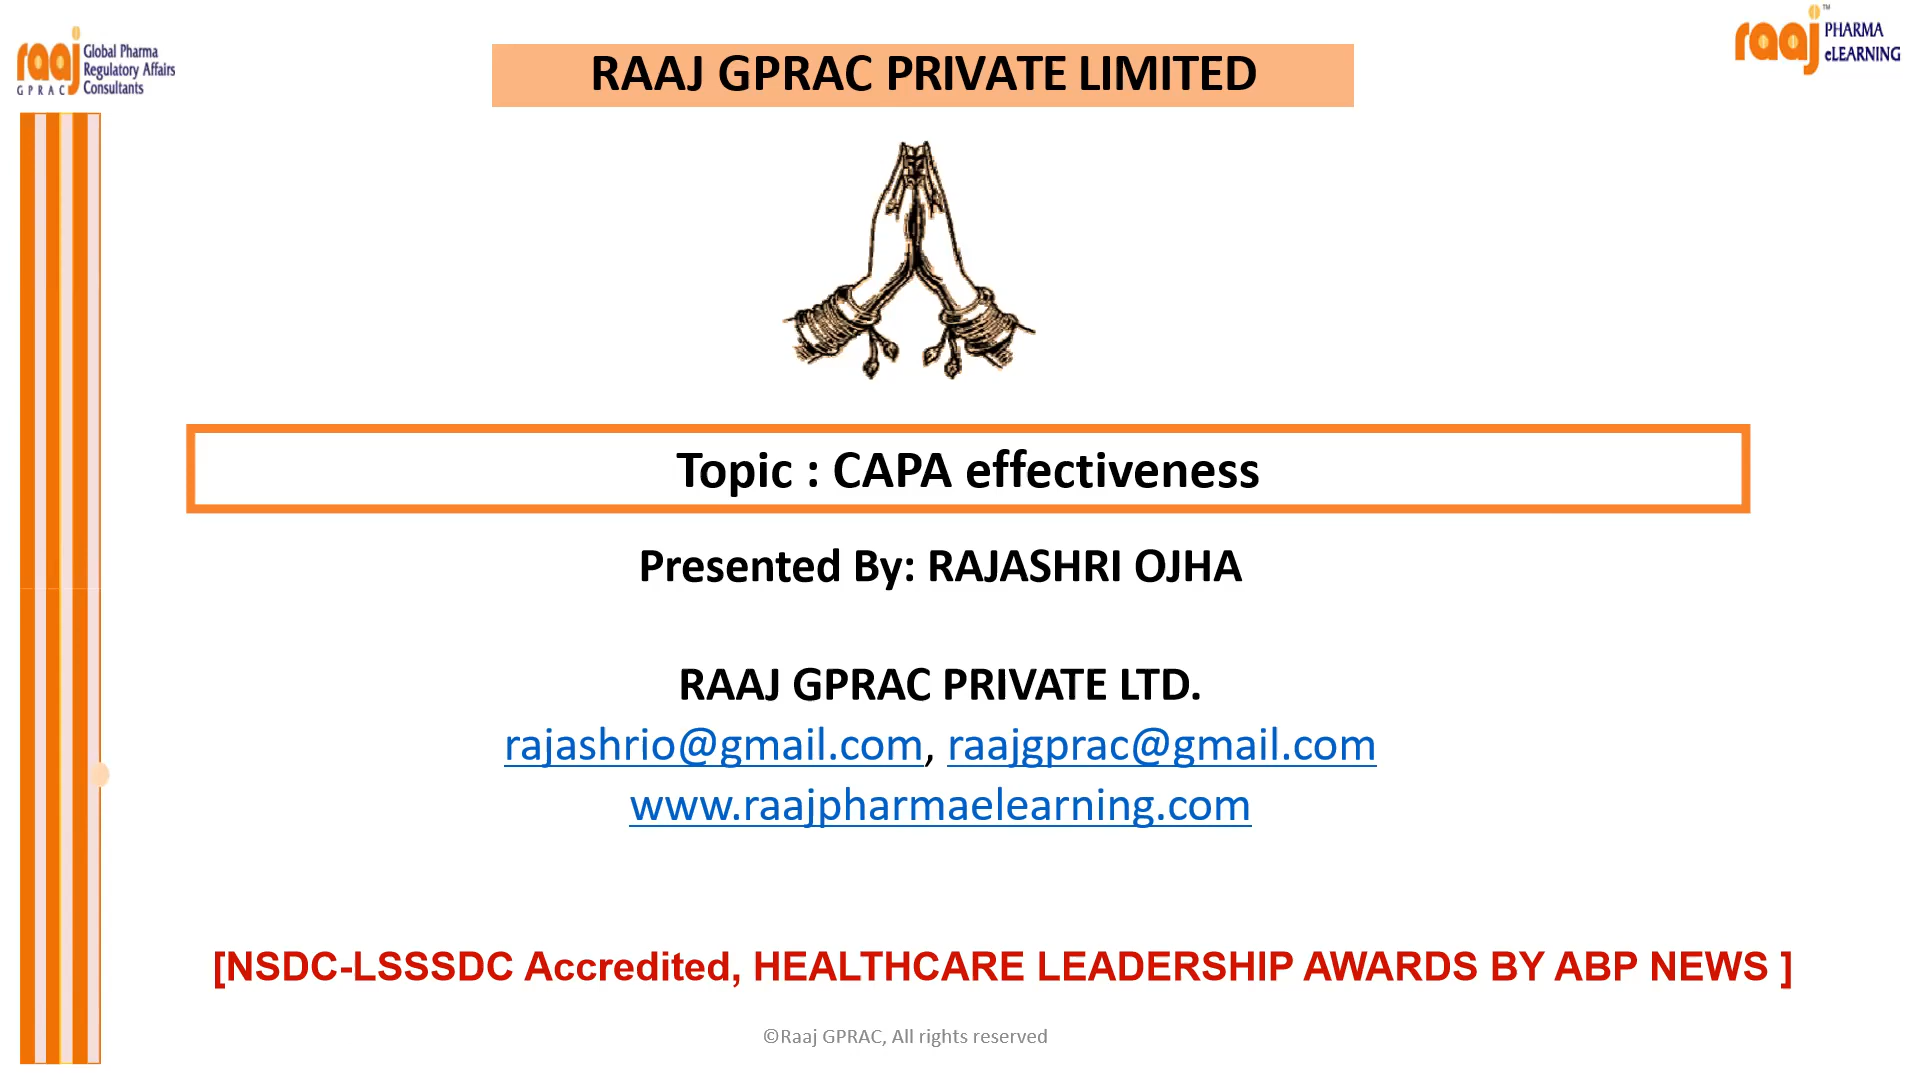 raaj
GPRAC
Global Pharma
Regulatory Affairs
Consultants
RAAJ GPRAC PRIVATE LIMITED
raaj™
PHARMA
eLEARNING
Topic : CAPA effectiveness
Presented By: RAJASHRI OJHA
RAAJ GPRAC PRIVATE LTD.
rajashrio@gmail.com, raajgprac@gmail.com
www.raajpharmaelearning.com
[NSDC-LSSSDC Accredited, HEALTHCARE LEADERSHIP AWARDS BY ABP NEWS ]
©Raaj GPRAC, All rights reserved